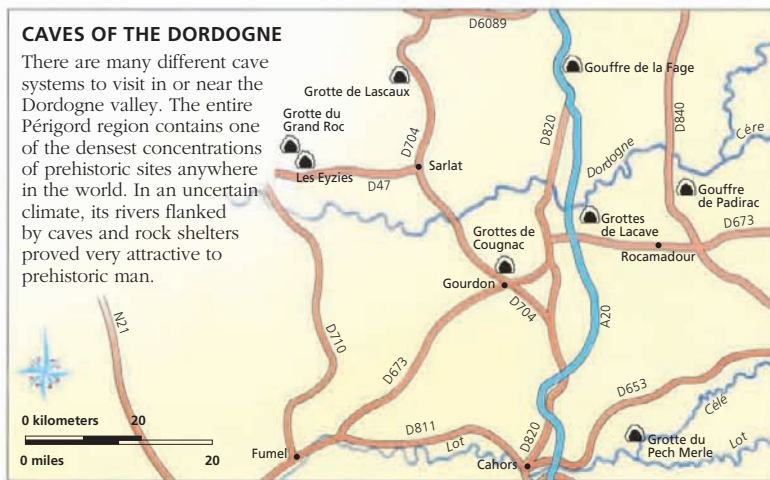 CAVES OF THE DORDOGNE
There are many different cave
systems to visit in or near the
Dordogne valley. The entire
Périgord region contains one
of the densest concentrations
of prehistoric sites anywhere
in the world. In an uncertain
climate, its rivers flanked
by caves and rock shelters
proved very attractive to
prehistoric man.
D6089
Gouffre de la Fage
Grotte de Lascaux
Grotte du
Grand Roc
D704
D820
D840
Cère
Dordogne
Sarlat
Les Eyzies
D47
Gouffre
de Padirac
Grottes
de Lacave
D673
Grottes de
Cougnac
Rocamadour
Gourdon
D704
A20
N21
D710
D673
D653
Célé
0 kilometers 20
0 miles 20
D811
Lot
D820
Grotte du
Pech Merle
Lot
Fumel
Cahors